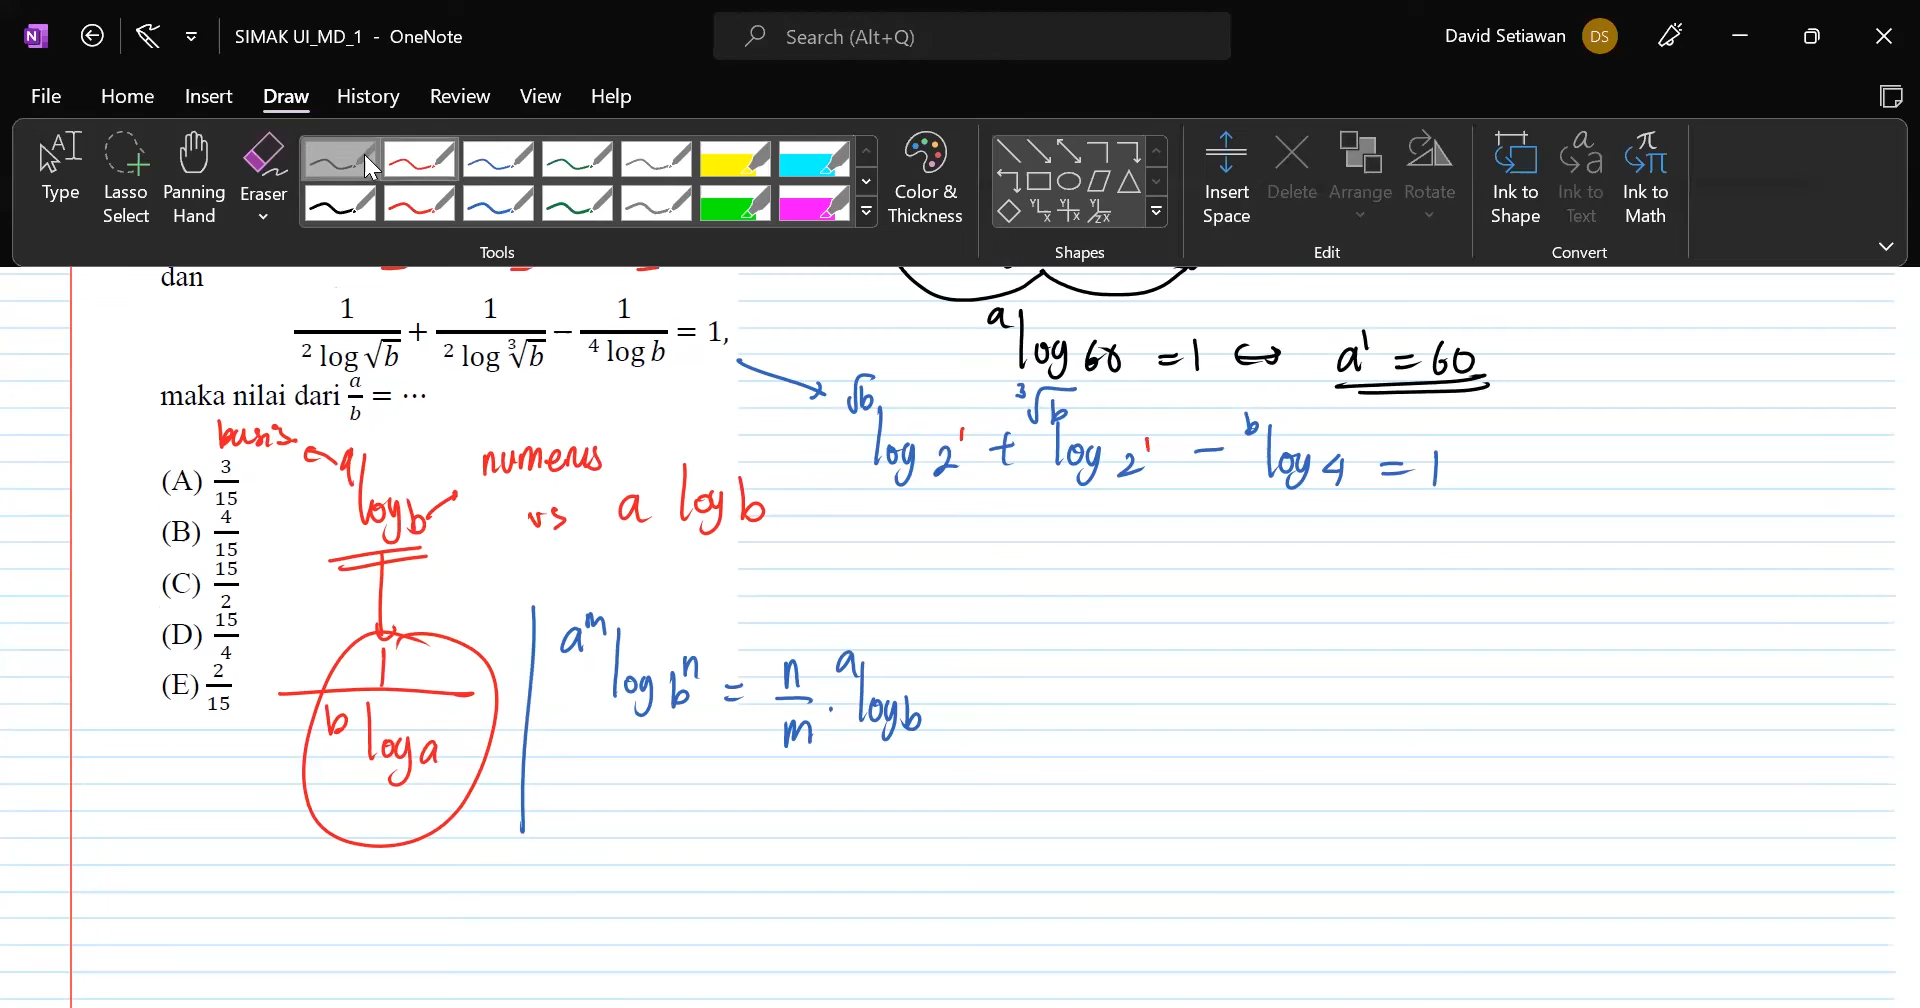 SIMAK UI_MD_1 - OneNote
Search (Alt+Q)
David Setiawan
DS
File Home Insert Draw History Review View Help
Type
Lasso Select
Panning Hand
Eraser
Color & Thickness
Insert Space
Delete
Arrange
Rotate
Ink to Shape
Ink to Text
Ink to Math
Tools
Shapes
Edit
Convert
dan
1/(²log √b) + 1/(²log ∛b) − 1/(⁴log b) = 1,
maka nilai dari a/b = ⋯
(A) 3/15
(B) 4/15
(C) 15/2
(D) 15/4
(E) 2/15
basis
ᵃlog b
numerus
vs a log b
1/(ᵇlog a)
a^m log b^n = n/m · ᵃlog b
ᵃlog 60 = 1 ↔ a¹ = 60
√b log 2¹ + ∛b log 2¹ − ᵇlog 4 = 1